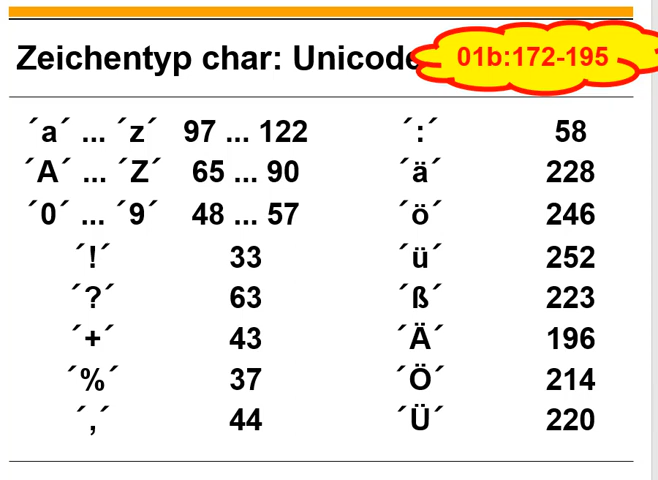 Zeichentyp char: Unicode
01b:172-195
´a´ ... ´z´ 97 ... 122 ´:´ 58
´A´ ... ´Z´ 65 ... 90 ´ä´ 228
´0´ ... ´9´ 48 ... 57 ´ö´ 246
´!´ 33 ´ü´ 252
´?´ 63 ´ß´ 223
´+´ 43 ´Ä´ 196
´%´ 37 ´Ö´ 214
´,´ 44 ´Ü´ 220